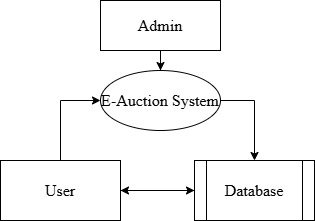 Admin
E-Auction System
User
Database